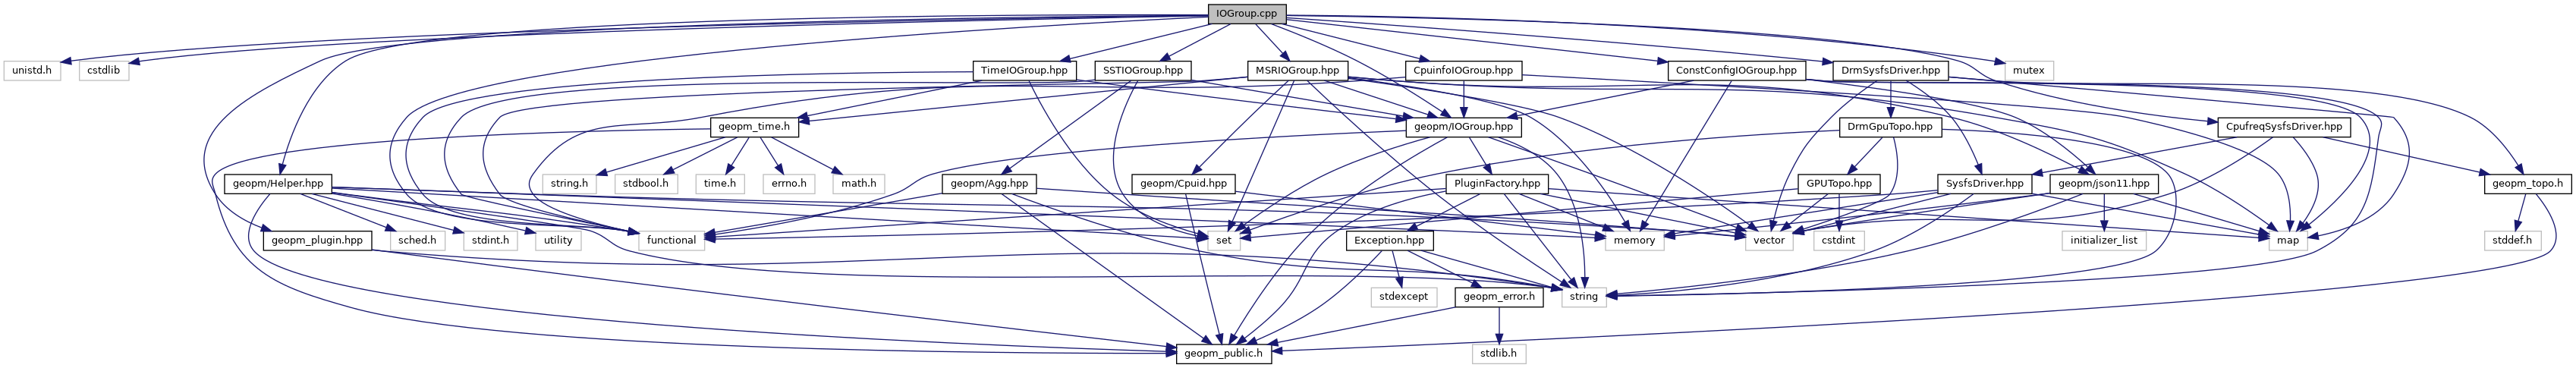 IOGroup.cpp
unistd.h
cstdlib
TimeIOGroup.hpp
SSTIOGroup.hpp
MSRIOGroup.hpp
CpuinfoIOGroup.hpp
ConstConfigIOGroup.hpp
DrmSysfsDriver.hpp
mutex
geopm_time.h
geopm/IOGroup.hpp
DrmGpuTopo.hpp
CpufreqSysfsDriver.hpp
geopm/Helper.hpp
string.h
stdbool.h
time.h
errno.h
math.h
geopm/Agg.hpp
geopm/Cpuid.hpp
PluginFactory.hpp
GPUTopo.hpp
SysfsDriver.hpp
geopm/json11.hpp
geopm_topo.h
geopm_plugin.hpp
sched.h
stdint.h
utility
functional
set
Exception.hpp
memory
vector
cstdint
initializer_list
map
stddef.h
stdexcept
geopm_error.h
string
geopm_public.h
stdlib.h